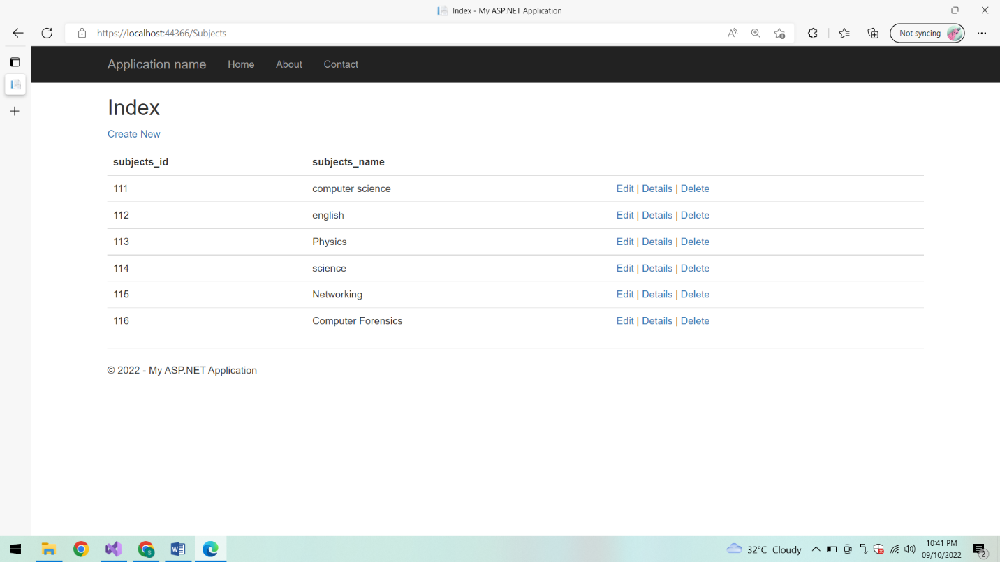 Index - My ASP.NET Application
https://localhost:44366/Subjects
Not syncing
Application name Home About Contact
Index
Create New
subjects_id subjects_name
111 computer science Edit | Details | Delete
112 english Edit | Details | Delete
113 Physics Edit | Details | Delete
114 science Edit | Details | Delete
115 Networking Edit | Details | Delete
116 Computer Forensics Edit | Details | Delete
© 2022 - My ASP.NET Application
32°C Cloudy
10:41 PM
09/10/2022
2